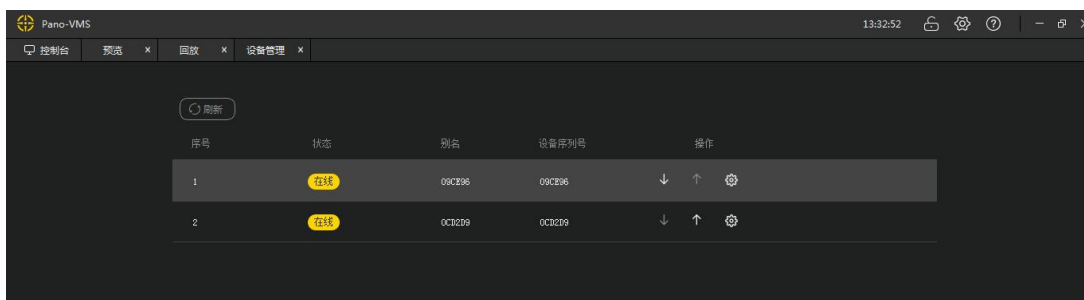 Pano-VMS 13:32:52
控制台 预览 × 回放 × 设备管理 ×
刷新
序号 状态 别名 设备序列号 操作
1 在线 09CE96 09CE96
2 在线 0CD2D9 0CD2D9